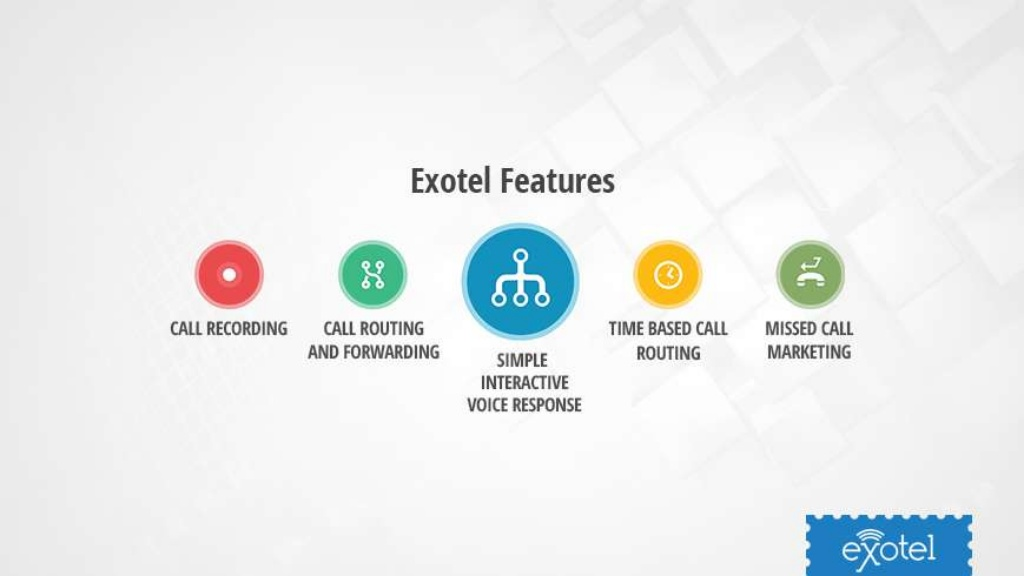 Exotel Features
CALL RECORDING
CALL ROUTING
AND FORWARDING
SIMPLE
INTERACTIVE
VOICE RESPONSE
TIME BASED CALL
ROUTING
MISSED CALL
MARKETING
exotel